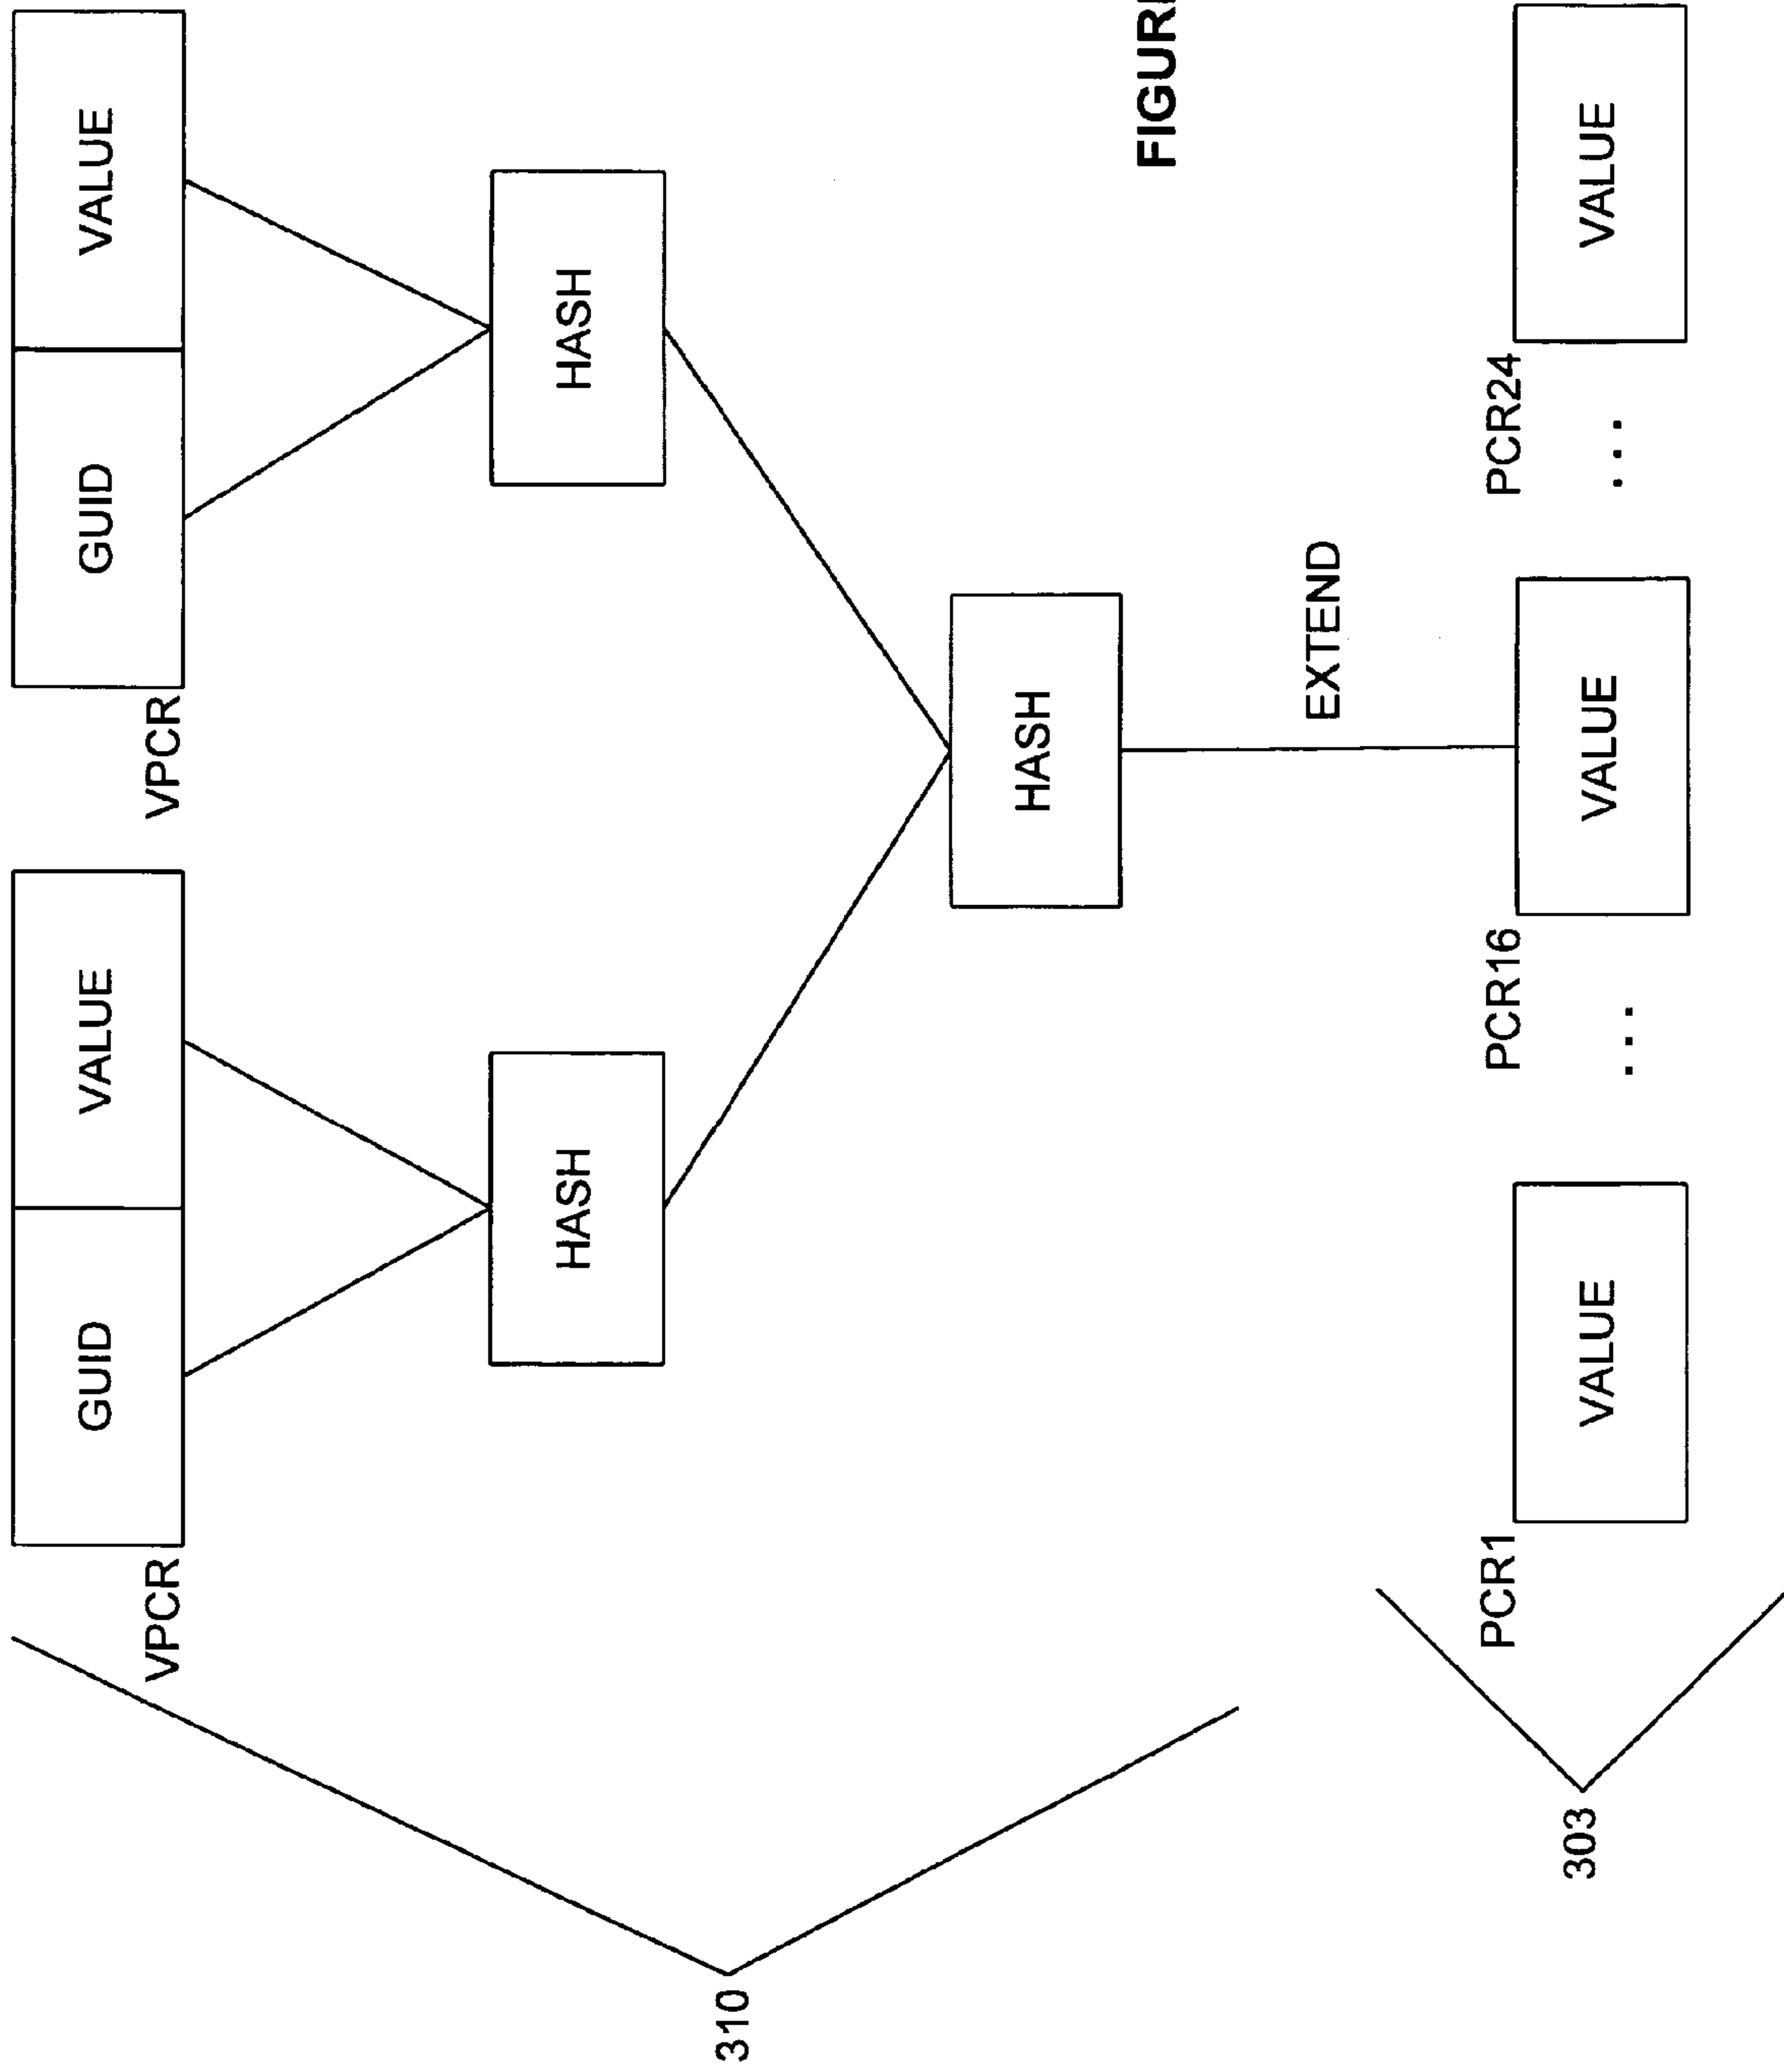 GUID VALUE GUID VALUE
VPCR VPCR
HASH HASH
310
HASH
FIGUR
EXTEND
PCR1 PCR16 PCR24
303 VALUE ... VALUE ... VALUE